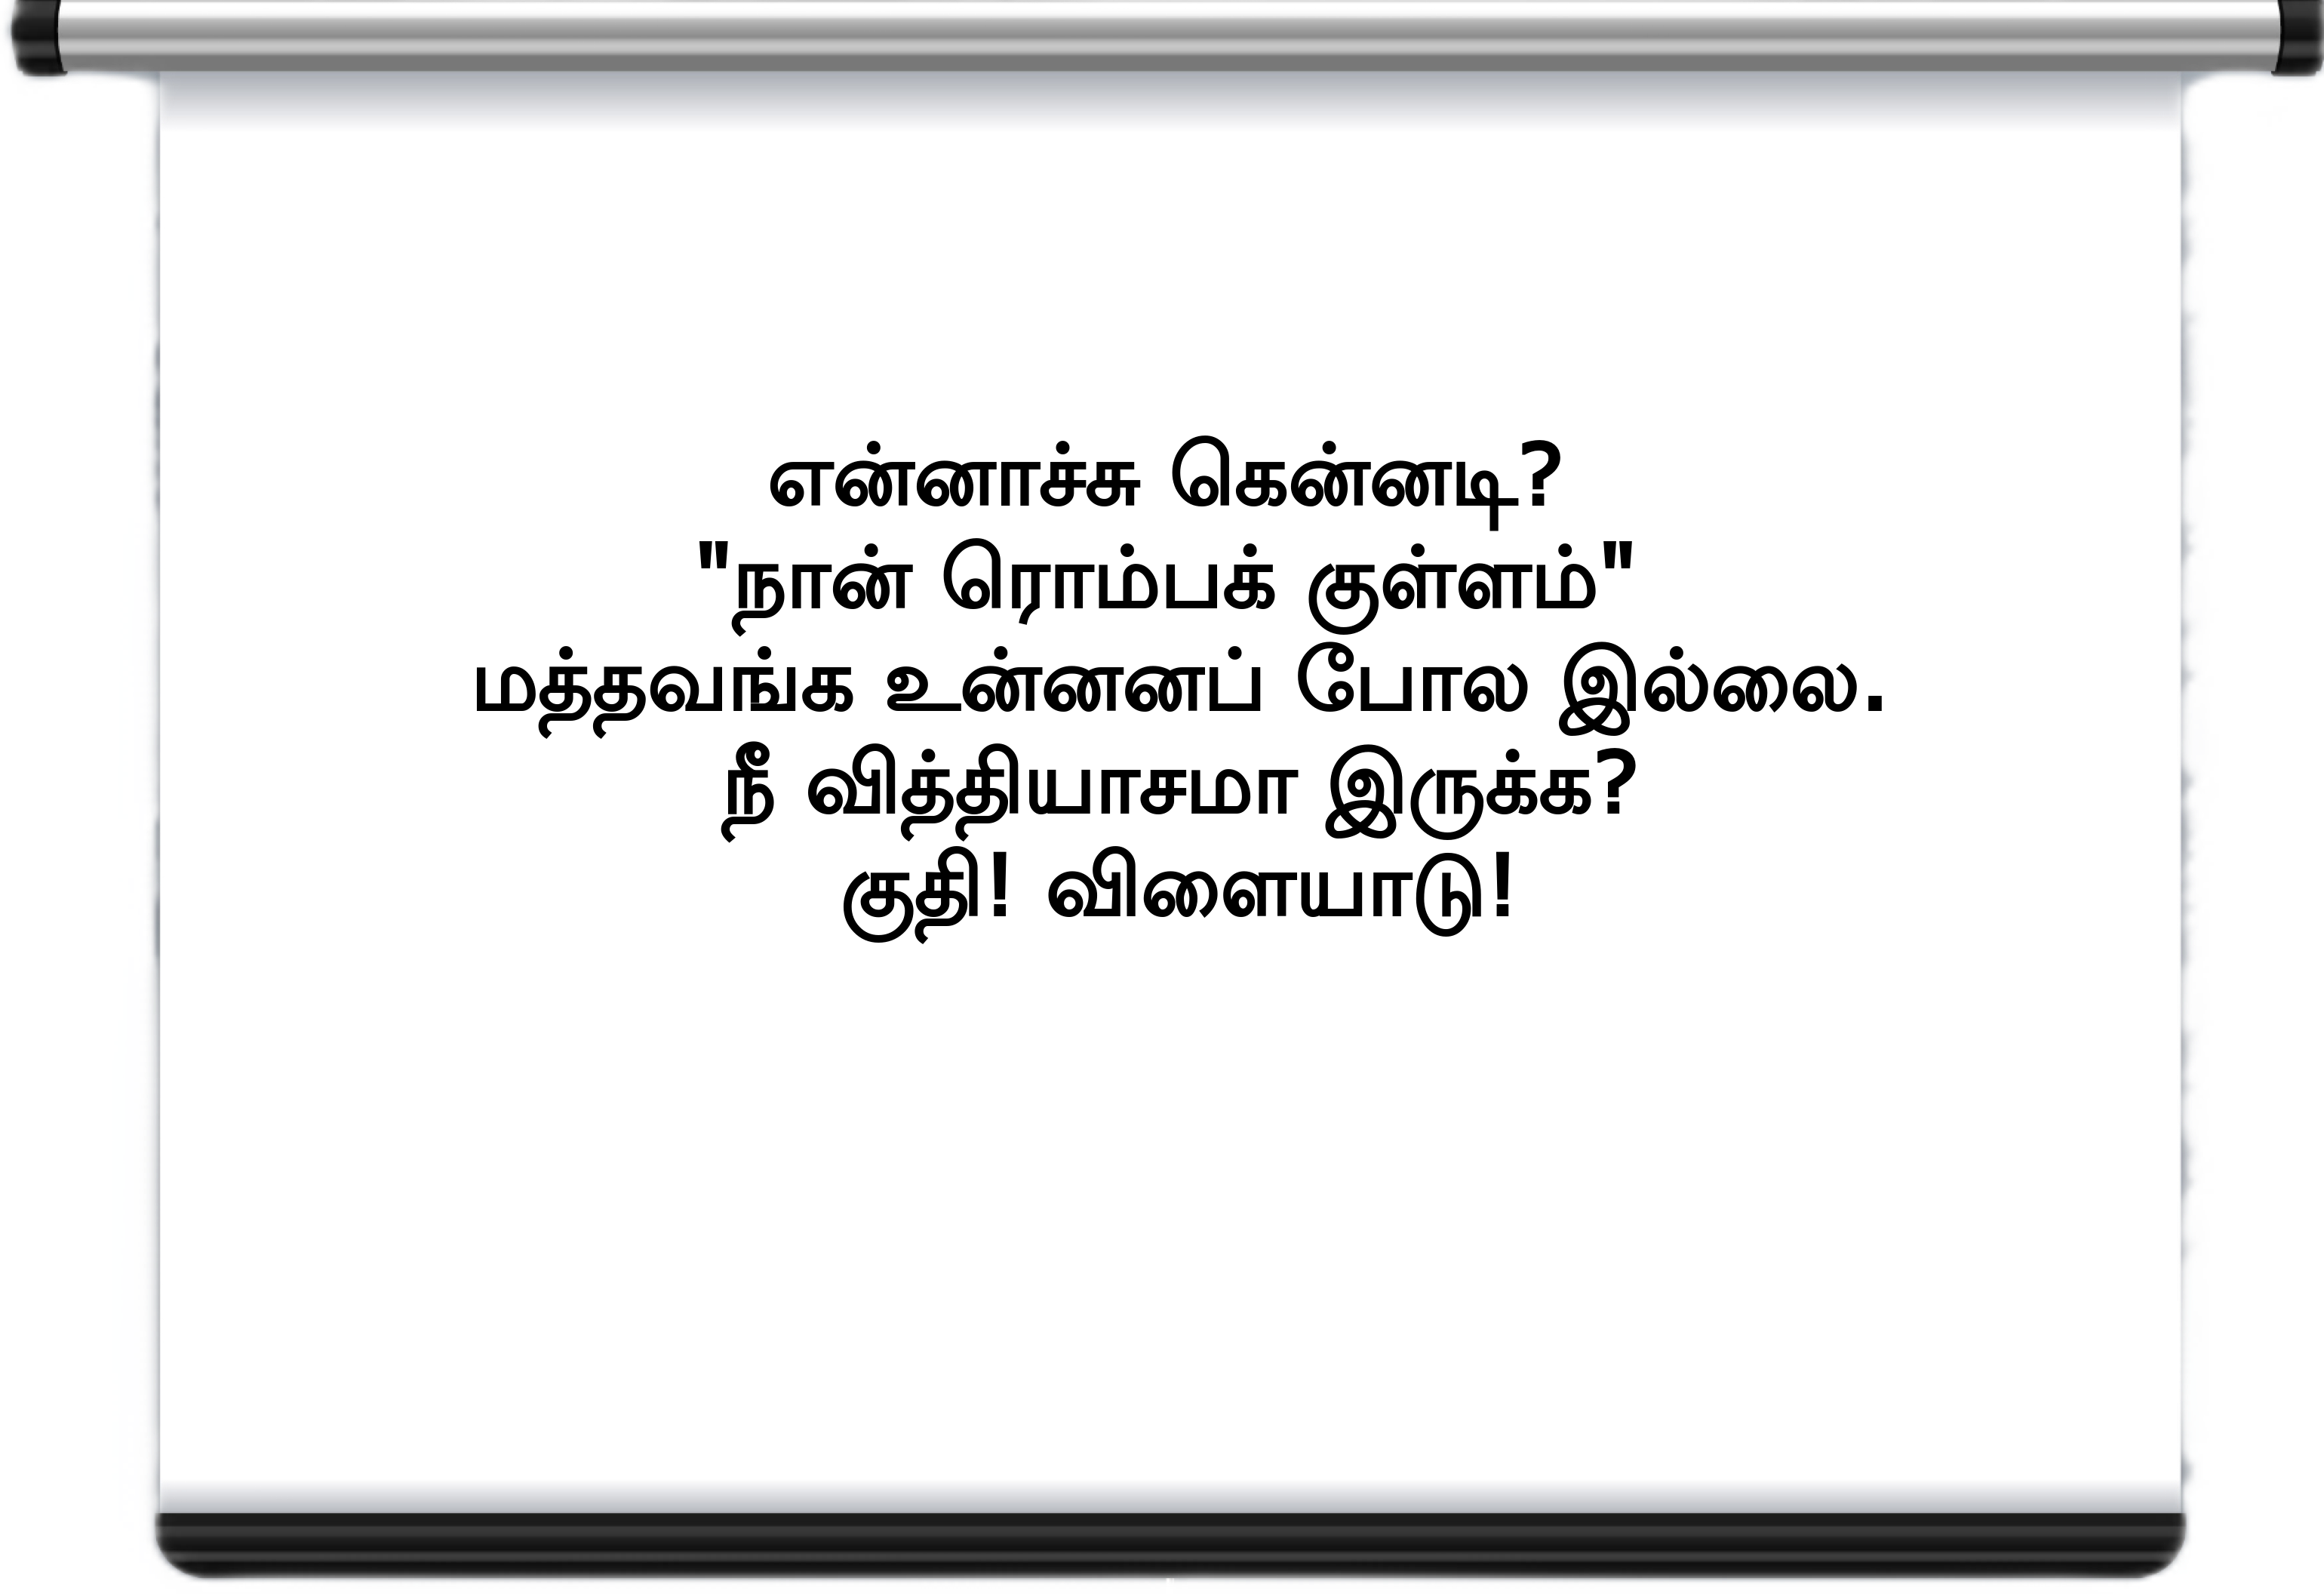 என்னாச்சு கென்னடி?
"நான் ரொம்பக் குள்ளம்"
மத்தவங்க உன்னனப் போல இல்லை.
நீ வித்தியாசமா இருக்க?
குதி! விளையாடு!